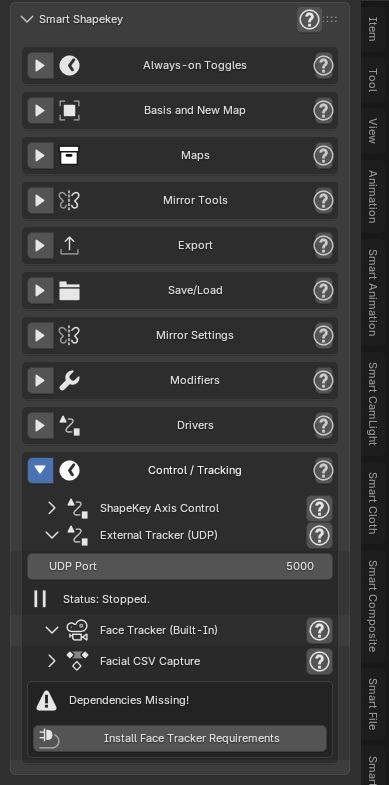 Smart Shapekey
Always-on Toggles
Basis and New Map
Maps
Mirror Tools
Export
Save/Load
Mirror Settings
Modifiers
Drivers
Control / Tracking
ShapeKey Axis Control
External Tracker (UDP)
UDP Port 5000
Status: Stopped.
Face Tracker (Built-In)
Facial CSV Capture
Dependencies Missing!
Install Face Tracker Requirements
Item
Tool
View
Animation
Smart Animation
Smart CamLight
Smart Cloth
Smart Composite
Smart File
Smart